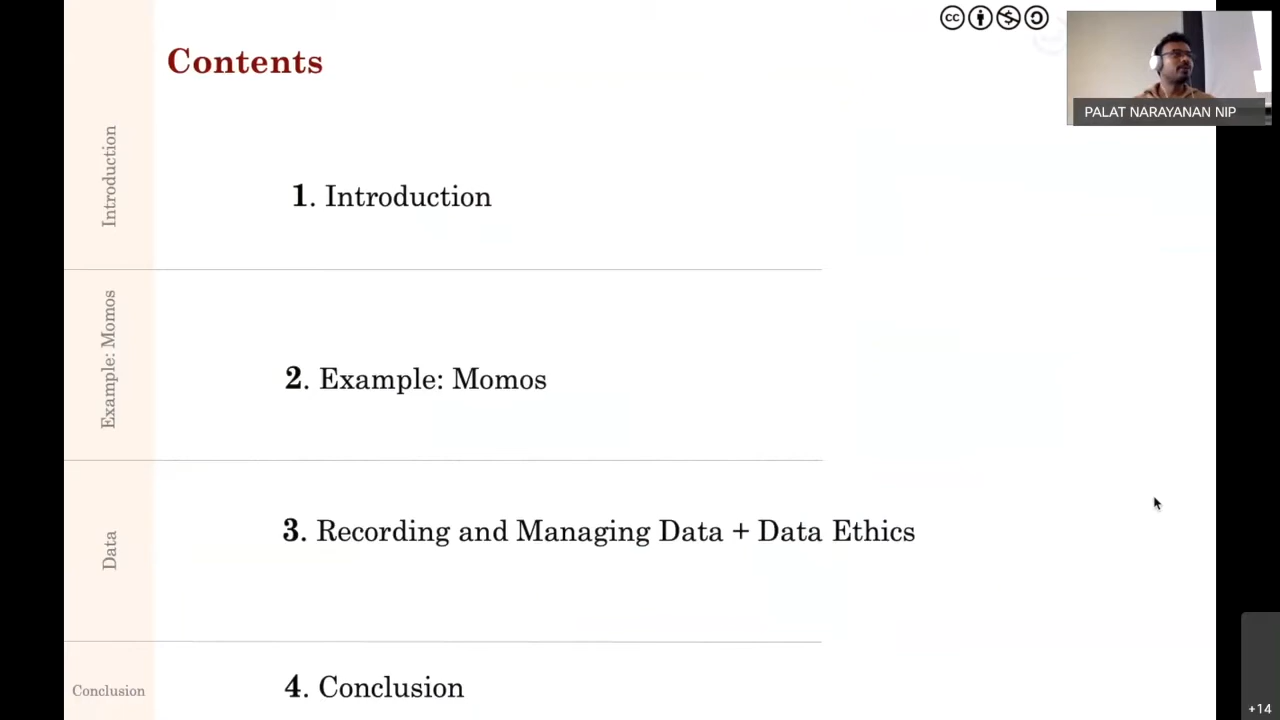 Contents
cc
PALAT NARAYANAN NIP
Introduction
1. Introduction
Example: Momos
2. Example: Momos
Data
3. Recording and Managing Data + Data Ethics
Conclusion
4. Conclusion
+14